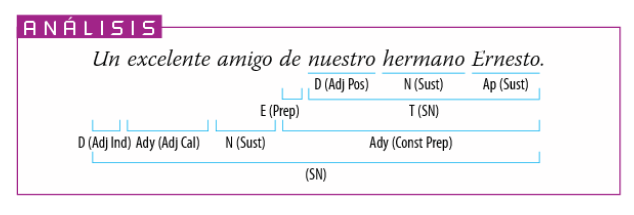 ANÁLISIS
Un excelente amigo de nuestro hermano Ernesto.
D (Adj Pos) N (Sust) Ap (Sust)
E (Prep) T (SN)
D (Adj Ind) Ady (Adj Cal) N (Sust) Ady (Const Prep)
(SN)